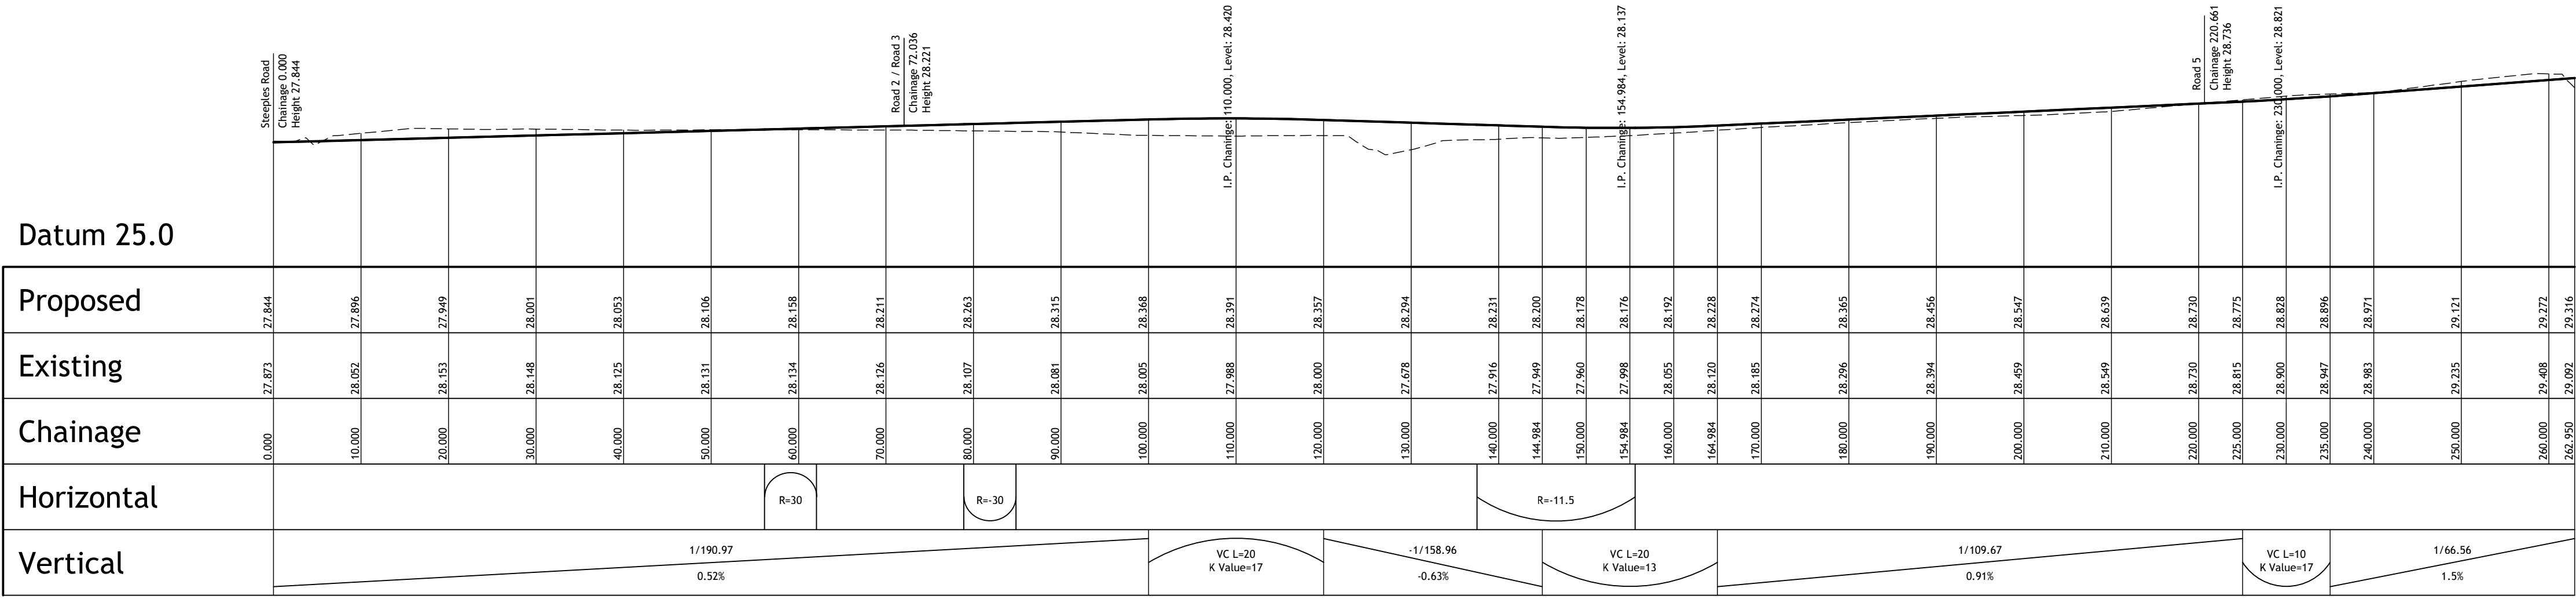 Steeples Road
Chainage 0.000
Height 27.844
Road 2 / Road 3
Chainage 72.036
Height 28.221
I.P. Chaninge: 110.000, Level: 28.420
I.P. Chaninge: 154.984, Level: 28.137
Road 5
Chainage 220.661
Height 28.736
I.P. Chaninge: 230.000, Level: 28.821
Datum 25.0
Proposed 27.844 27.896 27.949 28.001 28.053 28.106 28.158 28.211 28.263 28.315 28.368 28.391 28.357 28.294 28.231 28.200 28.178 28.176 28.192 28.228 28.274 28.365 28.456 28.547 28.639 28.730 28.775 28.828 28.896 28.971 29.121 29.272 29.316
Existing 27.873 28.052 28.153 28.148 28.125 28.131 28.134 28.126 28.107 28.081 28.005 27.988 28.000 27.678 27.916 27.949 27.960 27.998 28.055 28.120 28.185 28.296 28.394 28.459 28.549 28.730 28.815 28.900 28.947 28.983 29.235 29.408 29.092
Chainage 0.000 10.000 20.000 30.000 40.000 50.000 60.000 70.000 80.000 90.000 100.000 110.000 120.000 130.000 140.000 144.984 150.000 154.984 160.000 164.984 170.000 180.000 190.000 200.000 210.000 220.000 225.000 230.000 235.000 240.000 250.000 260.000 262.950
Horizontal R=30 R=-30 R=-11.5
Vertical
1/190.97
0.52%
VC L=20
K Value=17
-1/158.96
-0.63%
VC L=20
K Value=13
1/109.67
0.91%
VC L=10
K Value=17
1/66.56
1.5%